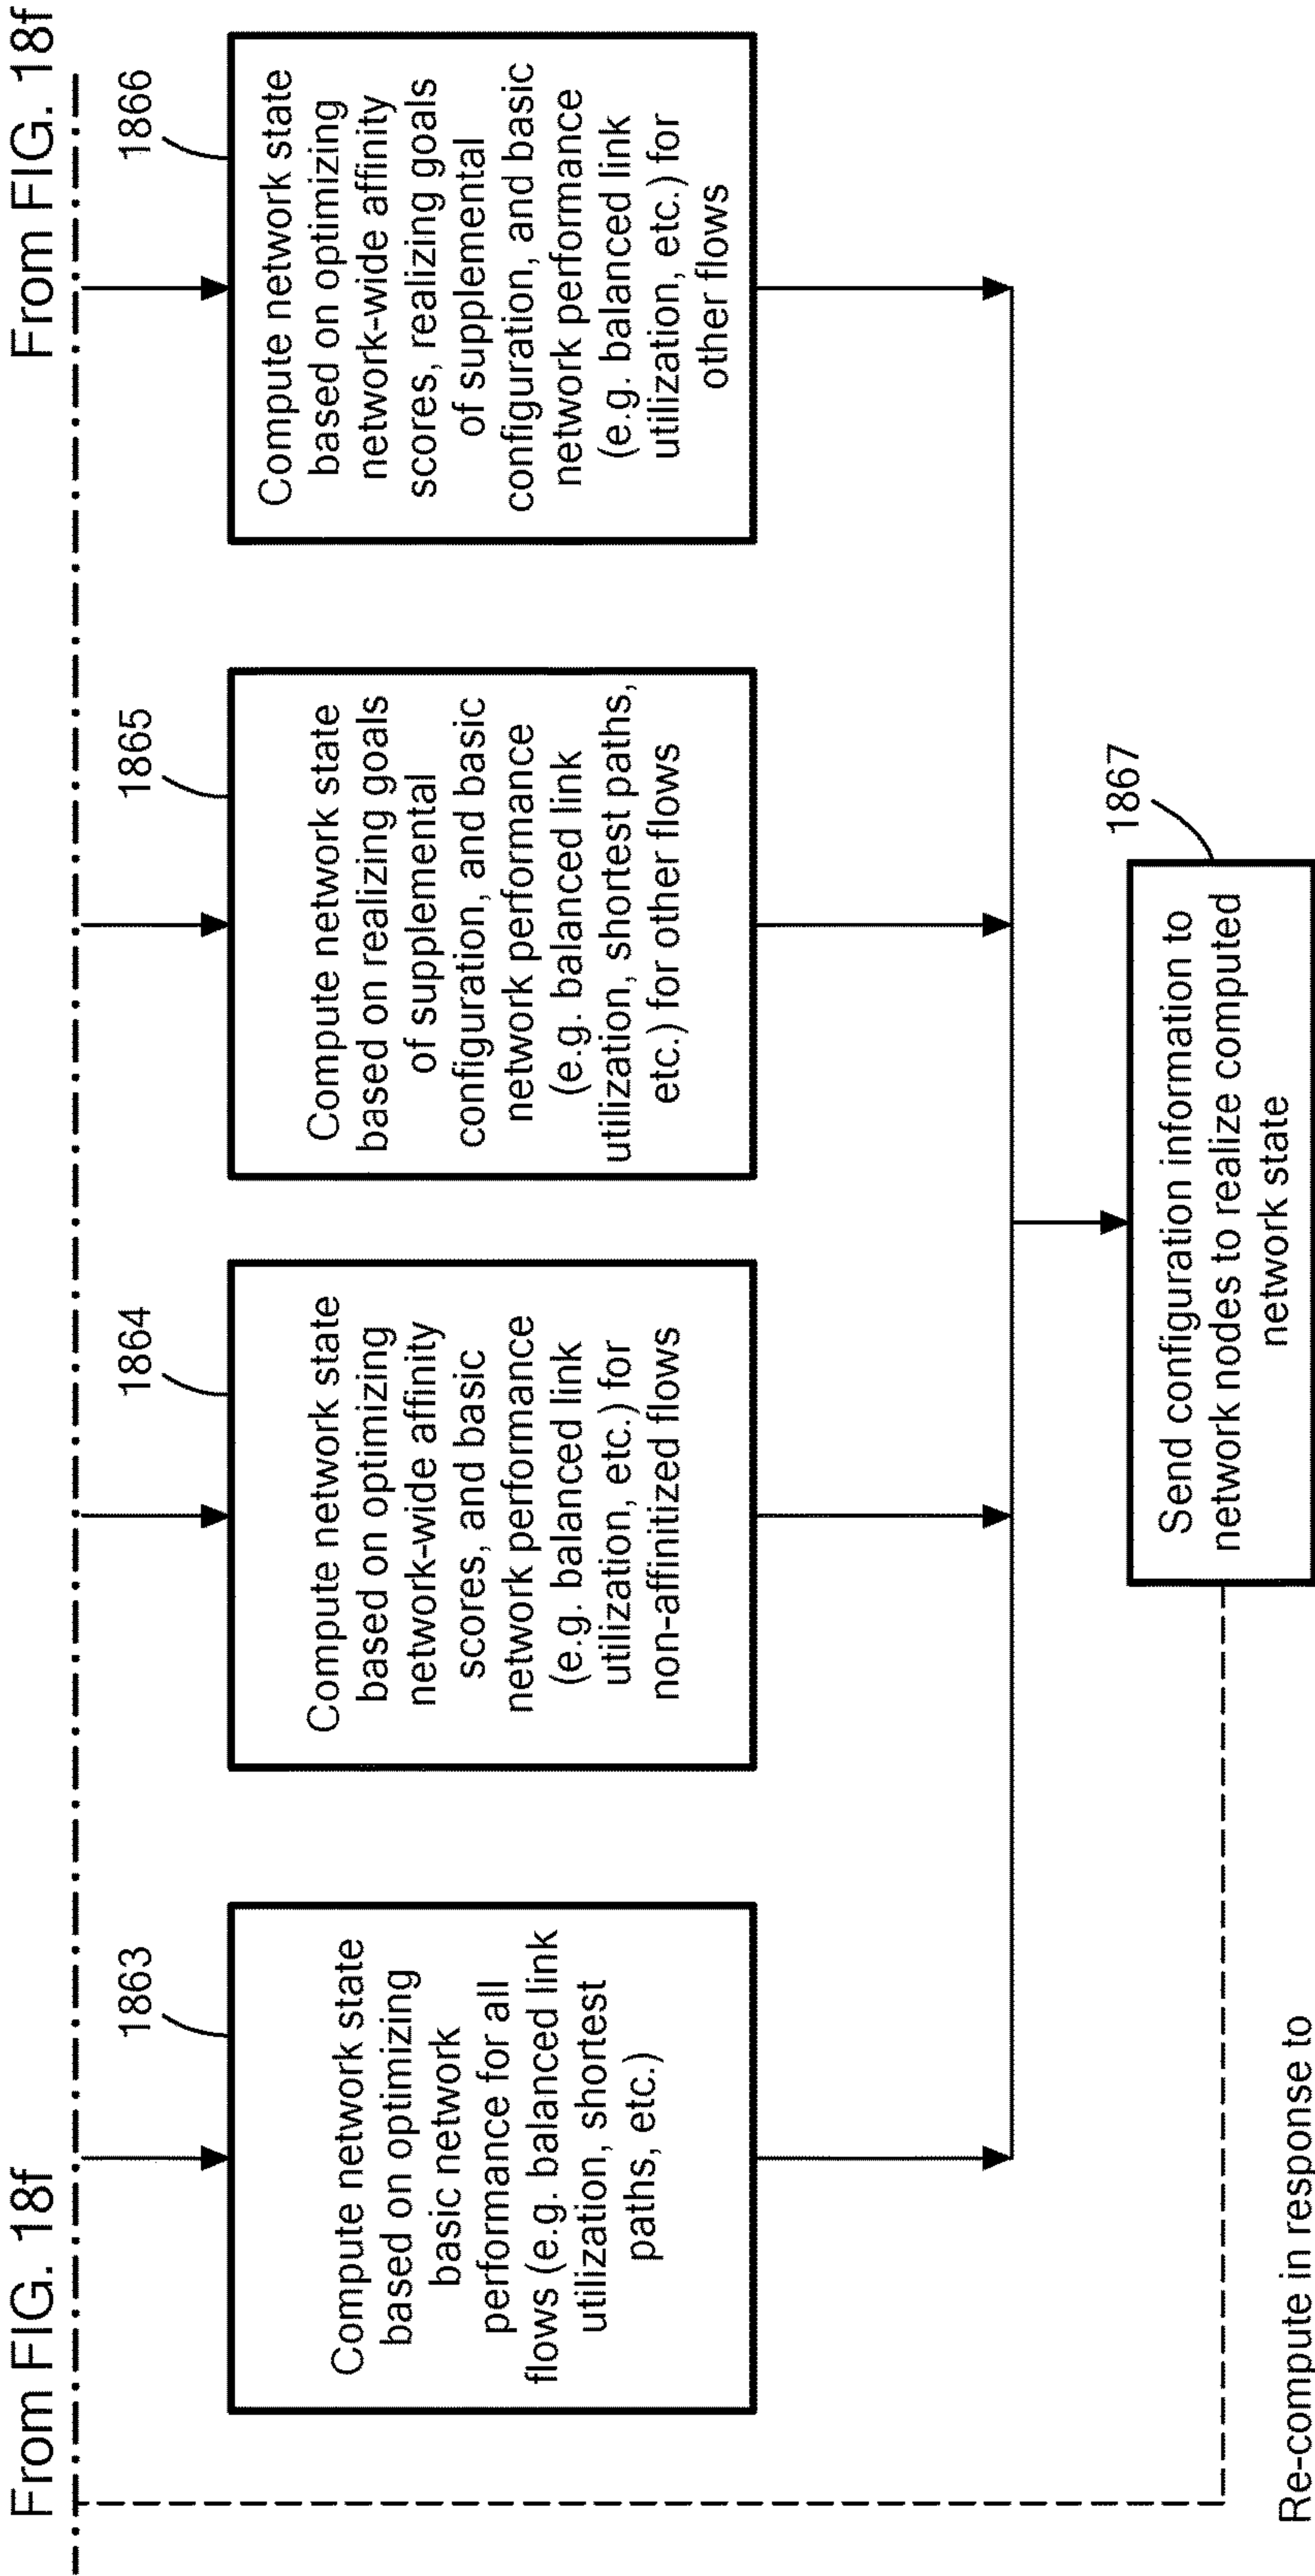 From FIG. 18f
From FIG. 18f
1863
Compute network state
based on optimizing
basic network
performance for all
flows (e.g. balanced link
utilization, shortest
paths, etc.)
1864
Compute network state
based on optimizing
network-wide affinity
scores, and basic
network performance
(e.g. balanced link
utilization, etc.) for
non-affinitized flows
1865
Compute network state
based on realizing goals
of supplemental
configuration, and basic
network performance
(e.g. balanced link
utilization, shortest paths,
etc.) for other flows
1866
Compute network state
based on optimizing
network-wide affinity
scores, realizing goals
of supplemental
configuration, and basic
network performance
(e.g. balanced link
utilization, etc.) for
other flows
1867
Send configuration information to
network nodes to realize computed
network state
Re-compute in response to